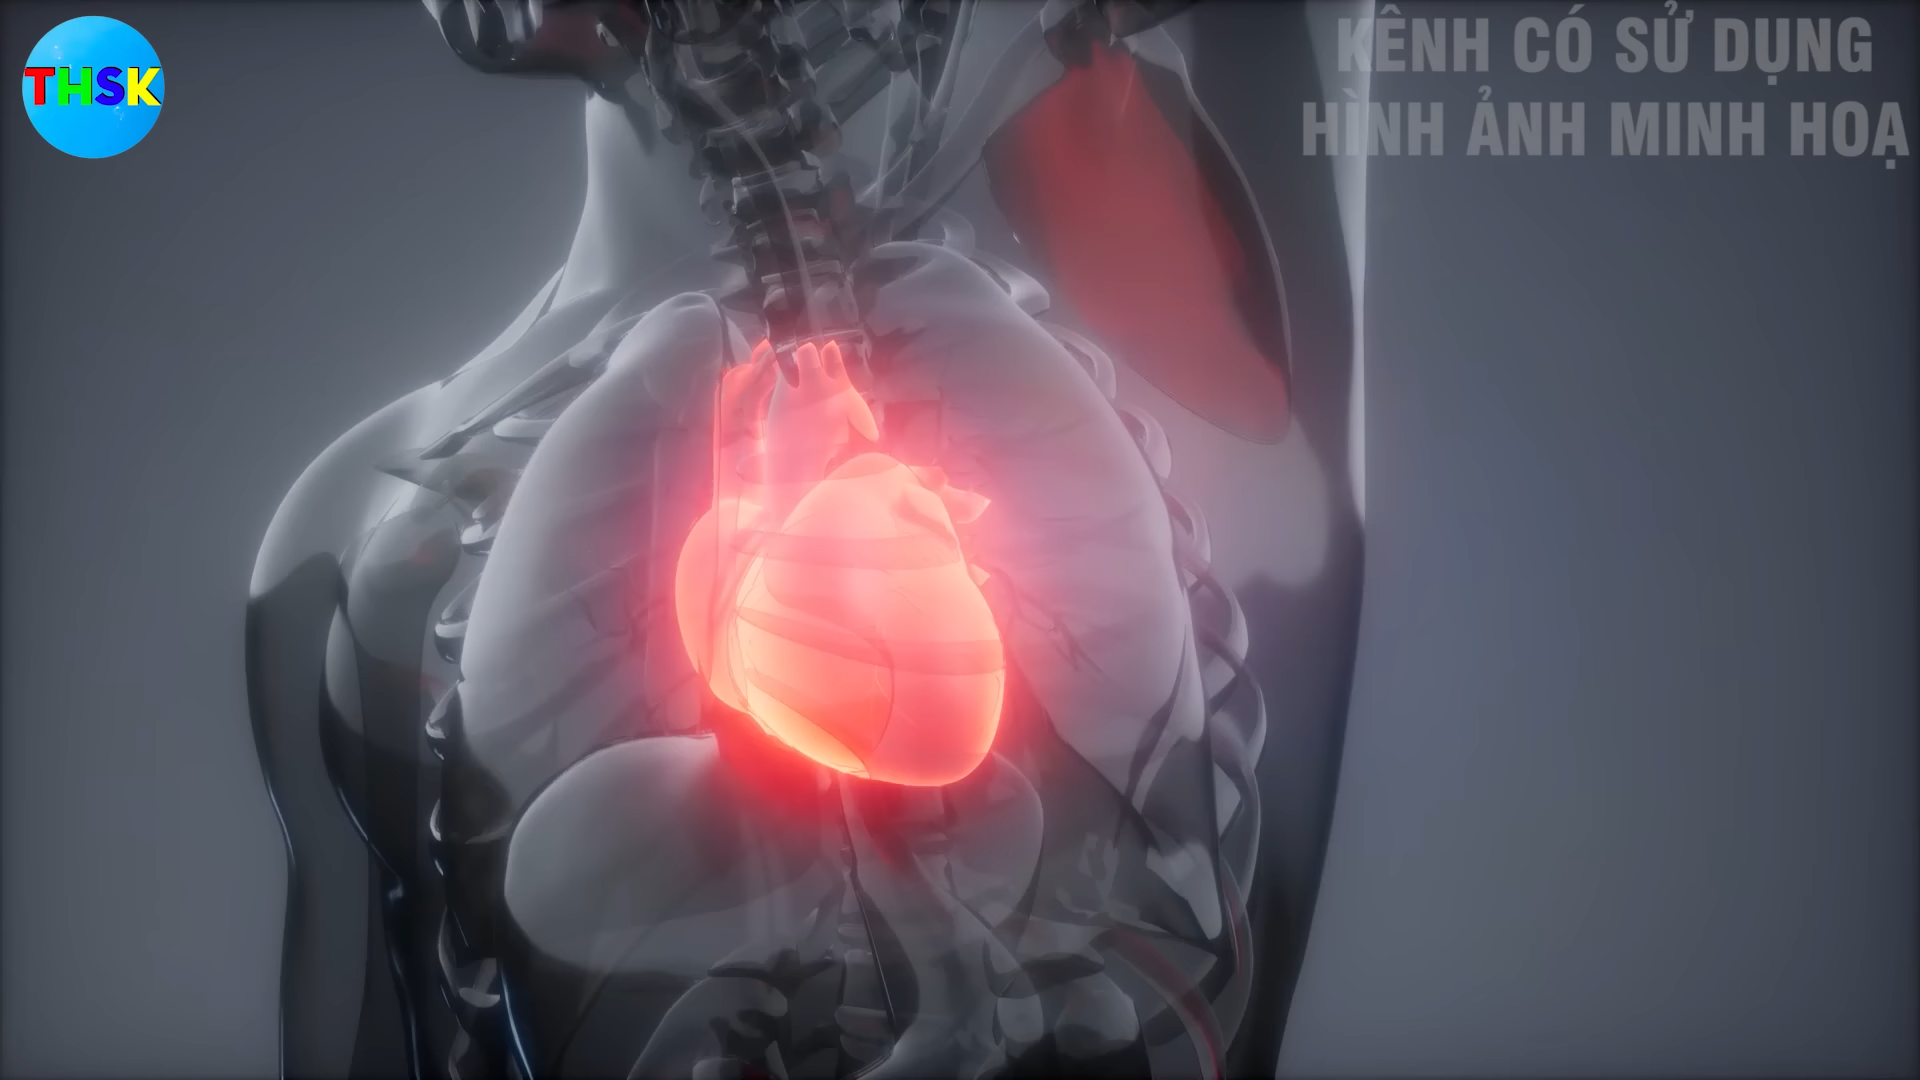 THSK
KÊNH CÓ SỬ DỤNG
HÌNH ẢNH MINH HOẠ